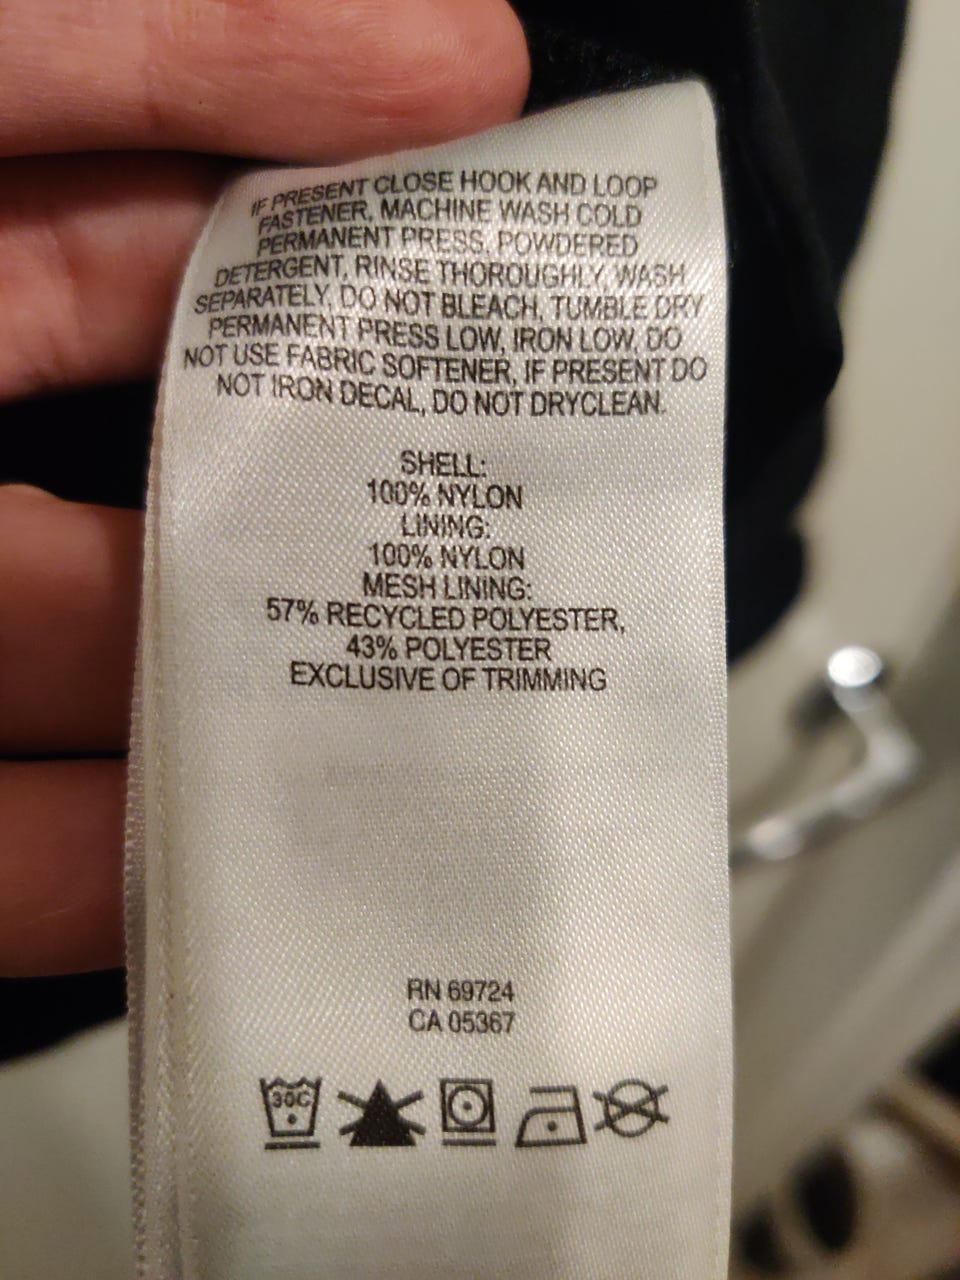 IF PRESENT CLOSE HOOK AND LOOP
FASTENER, MACHINE WASH COLD
PERMANENT PRESS, POWDERED
DETERGENT, RINSE THOROUGHLY, WASH
SEPARATELY, DO NOT BLEACH, TUMBLE DRY
PERMANENT PRESS LOW, IRON LOW, DO
NOT USE FABRIC SOFTENER, IF PRESENT DO
NOT IRON DECAL, DO NOT DRYCLEAN.
SHELL:
100% NYLON
LINING:
100% NYLON
MESH LINING:
57% RECYCLED POLYESTER,
43% POLYESTER
EXCLUSIVE OF TRIMMING
RN 69724
CA 05367
30C